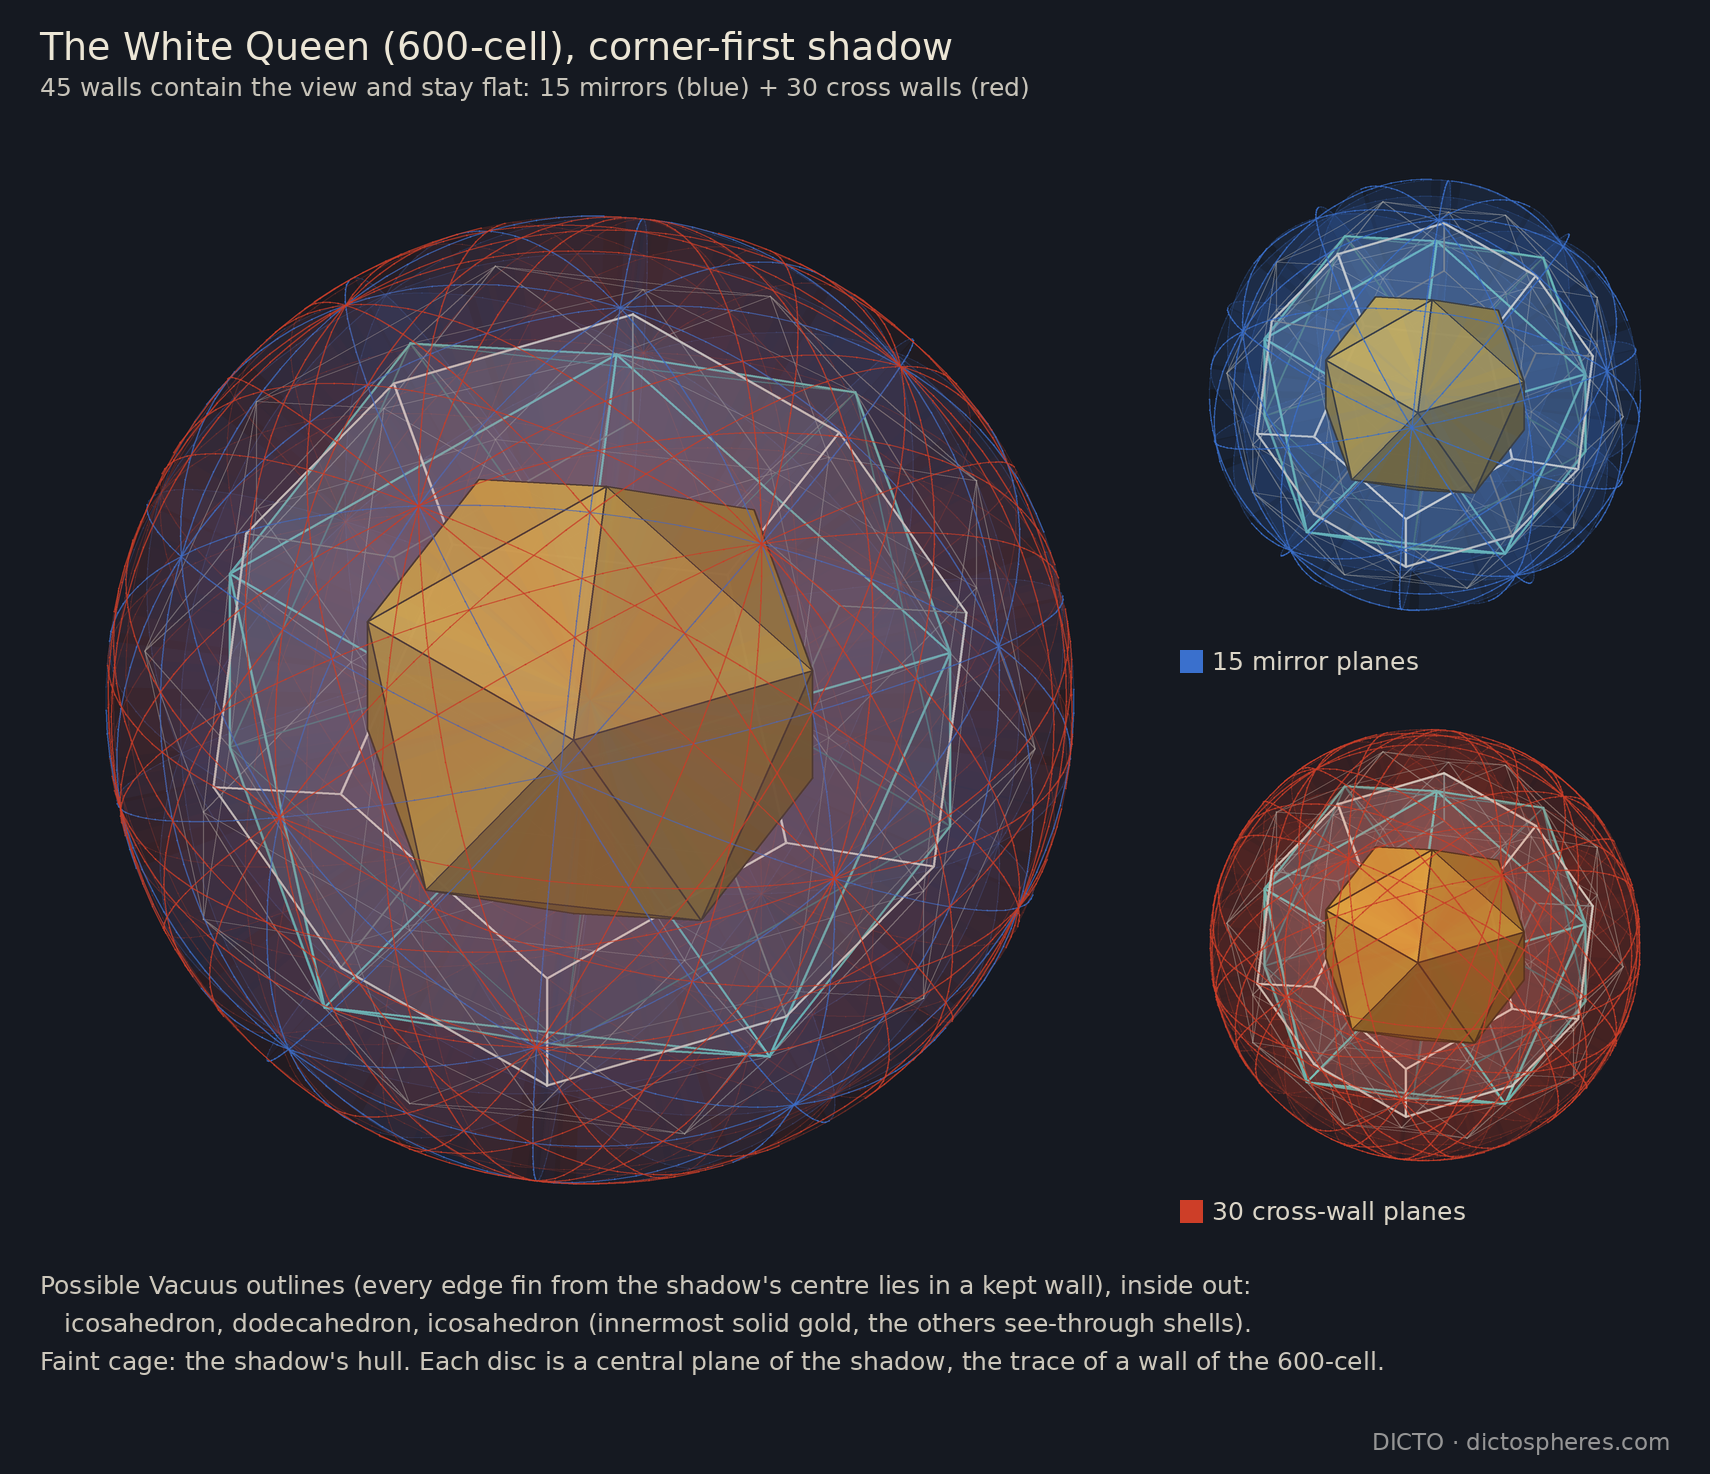 The White Queen (600-cell), corner-first shadow
45 walls contain the view and stay flat: 15 mirrors (blue) + 30 cross walls (red)
15 mirror planes
30 cross-wall planes
Possible Vacuus outlines (every edge fin from the shadow's centre lies in a kept wall), inside out:
icosahedron, dodecahedron, icosahedron (innermost solid gold, the others see-through shells).
Faint cage: the shadow's hull. Each disc is a central plane of the shadow, the trace of a wall of the 600-cell.
DICTO · dictospheres.com